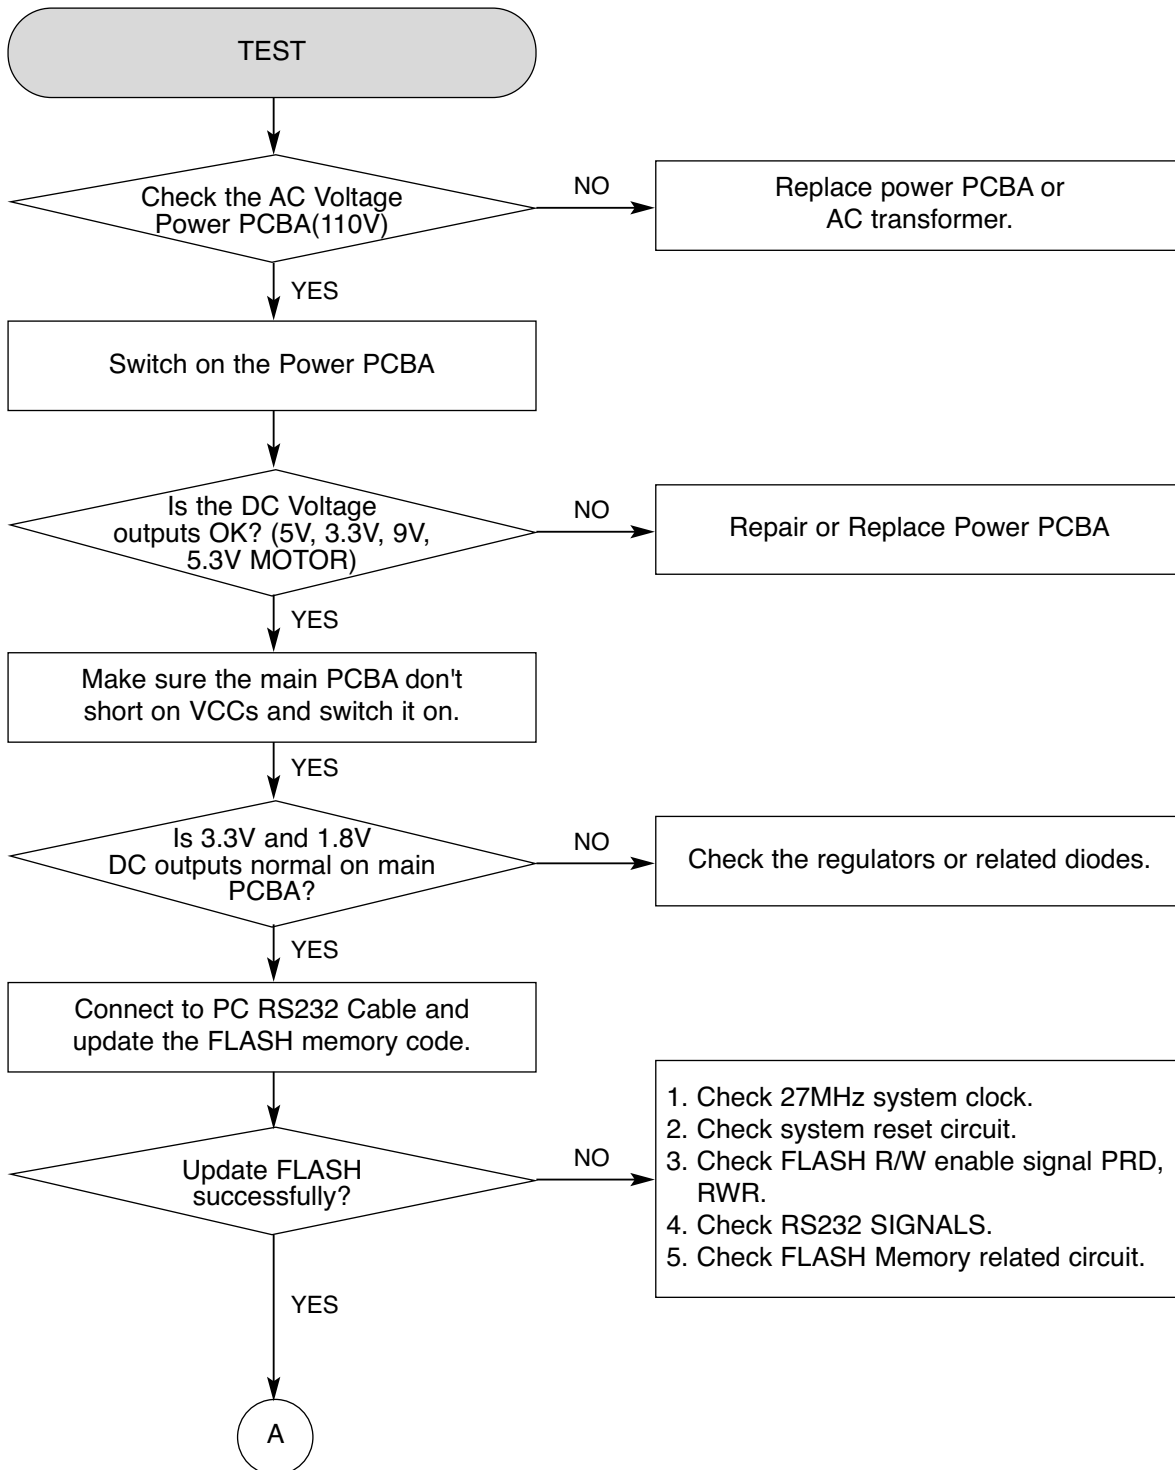 TEST
Check the AC Voltage
Power PCBA(110V)
NO
Replace power PCBA or
AC transformer.
YES
Switch on the Power PCBA
Is the DC Voltage
outputs OK? (5V, 3.3V, 9V,
5.3V MOTOR)
NO
Repair or Replace Power PCBA
YES
Make sure the main PCBA don't
short on VCCs and switch it on.
YES
Is 3.3V and 1.8V
DC outputs normal on main
PCBA?
NO
Check the regulators or related diodes.
YES
Connect to PC RS232 Cable and
update the FLASH memory code.
Update FLASH
successfully?
NO
1. Check 27MHz system clock.
2. Check system reset circuit.
3. Check FLASH R/W enable signal PRD,
RWR.
4. Check RS232 SIGNALS.
5. Check FLASH Memory related circuit.
YES
A